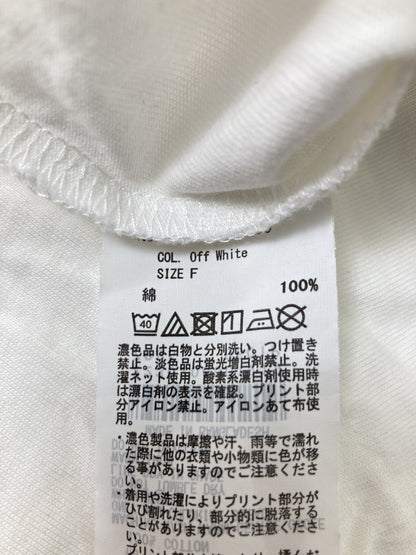 COL. Off White
SIZE F
綿 100%
40
濃色品は白物と分別洗い。つけ置き
禁止。淡色品は蛍光増白剤禁止。洗
濯ネット使用。酸素系漂白剤使用時
は漂白剤の表示を確認。プリント部
分アイロン禁止。アイロンあて布使
用。
・濃色製品は摩擦や汗、雨等で濡れ
た際に他の衣類や小物類に色が移
る事がありますのでご注意くださ
い。
・着用や洗濯によりプリント部分が
ひび割れたり、部分的に脱落する
ことがありますのでご注意くださ
MADE IN BANGLADESH
TUMBLE DRY
COTTON